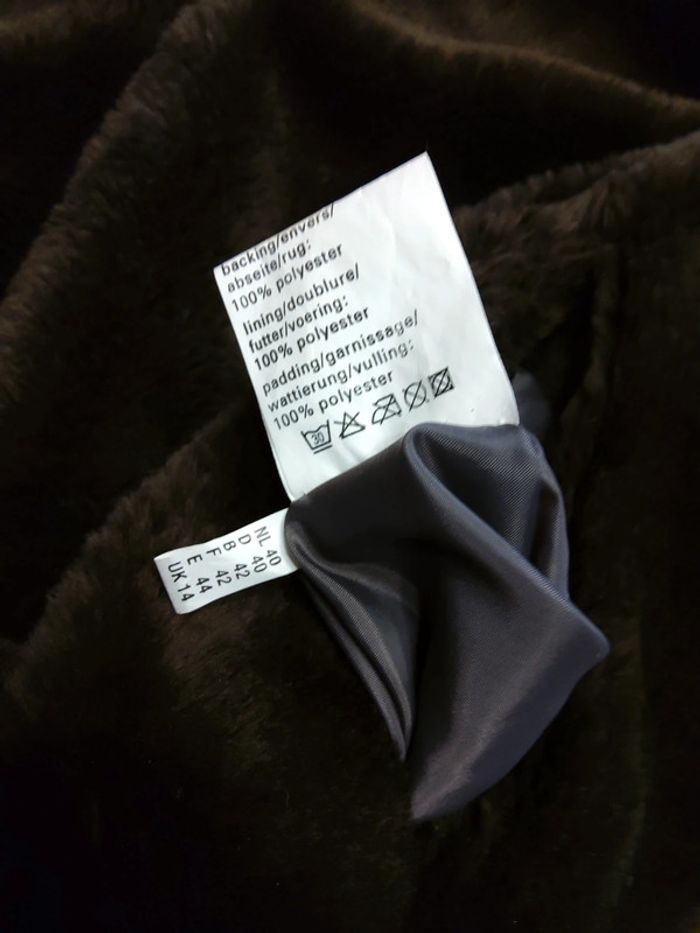 backing/envers/
abseite/rug:
100% polyester
lining/doublure/
futter/voering:
100% polyester
padding/garnissage/
wattierung/vulling:
100% polyester
30
NL 40
D 40
B 42
F 42
E 44
UK 14